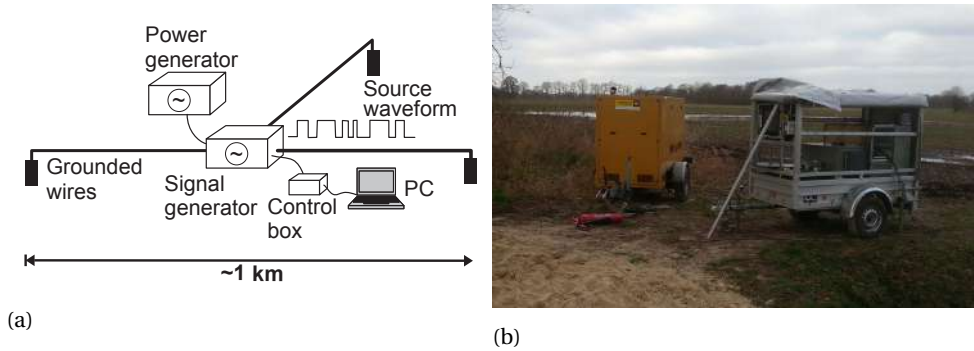 Power
generator
Source
waveform
Grounded
wires
Signal
generator
Control
box
PC
~1 km
(a)
(b)